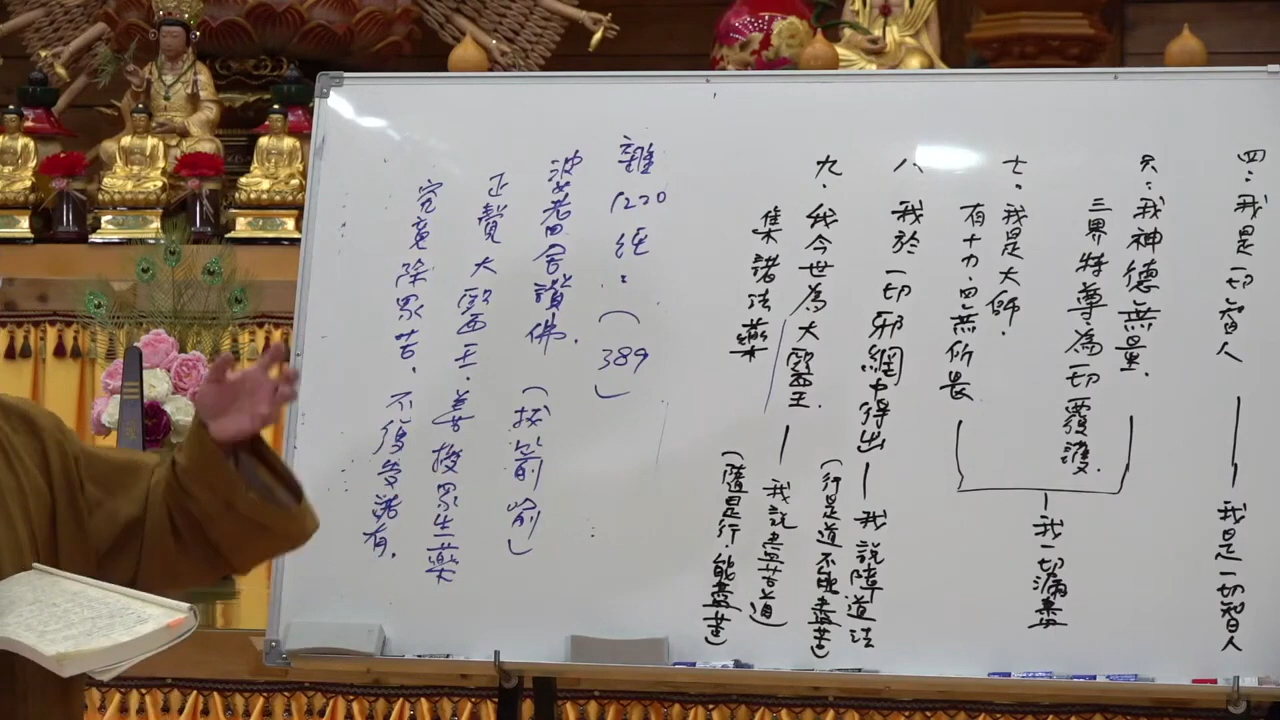 四：我是一切智人 — 我是一切智人
六：我神德無量．
三界特尊為一切覆護．
七。我是大師．
有十力．四無所畏
我一切漏盡
八 我於一切邪網中得出 — 我說障道法
（行是道不能盡苦）
九．我今世為大醫王． — 我說盡苦道
集諸法藥
（隨是行能盡苦）
雜1220經：（389）
讚佛．（拔箭喻）
正覺大醫王．善投眾生藥
究竟除眾苦．不復受諸有．